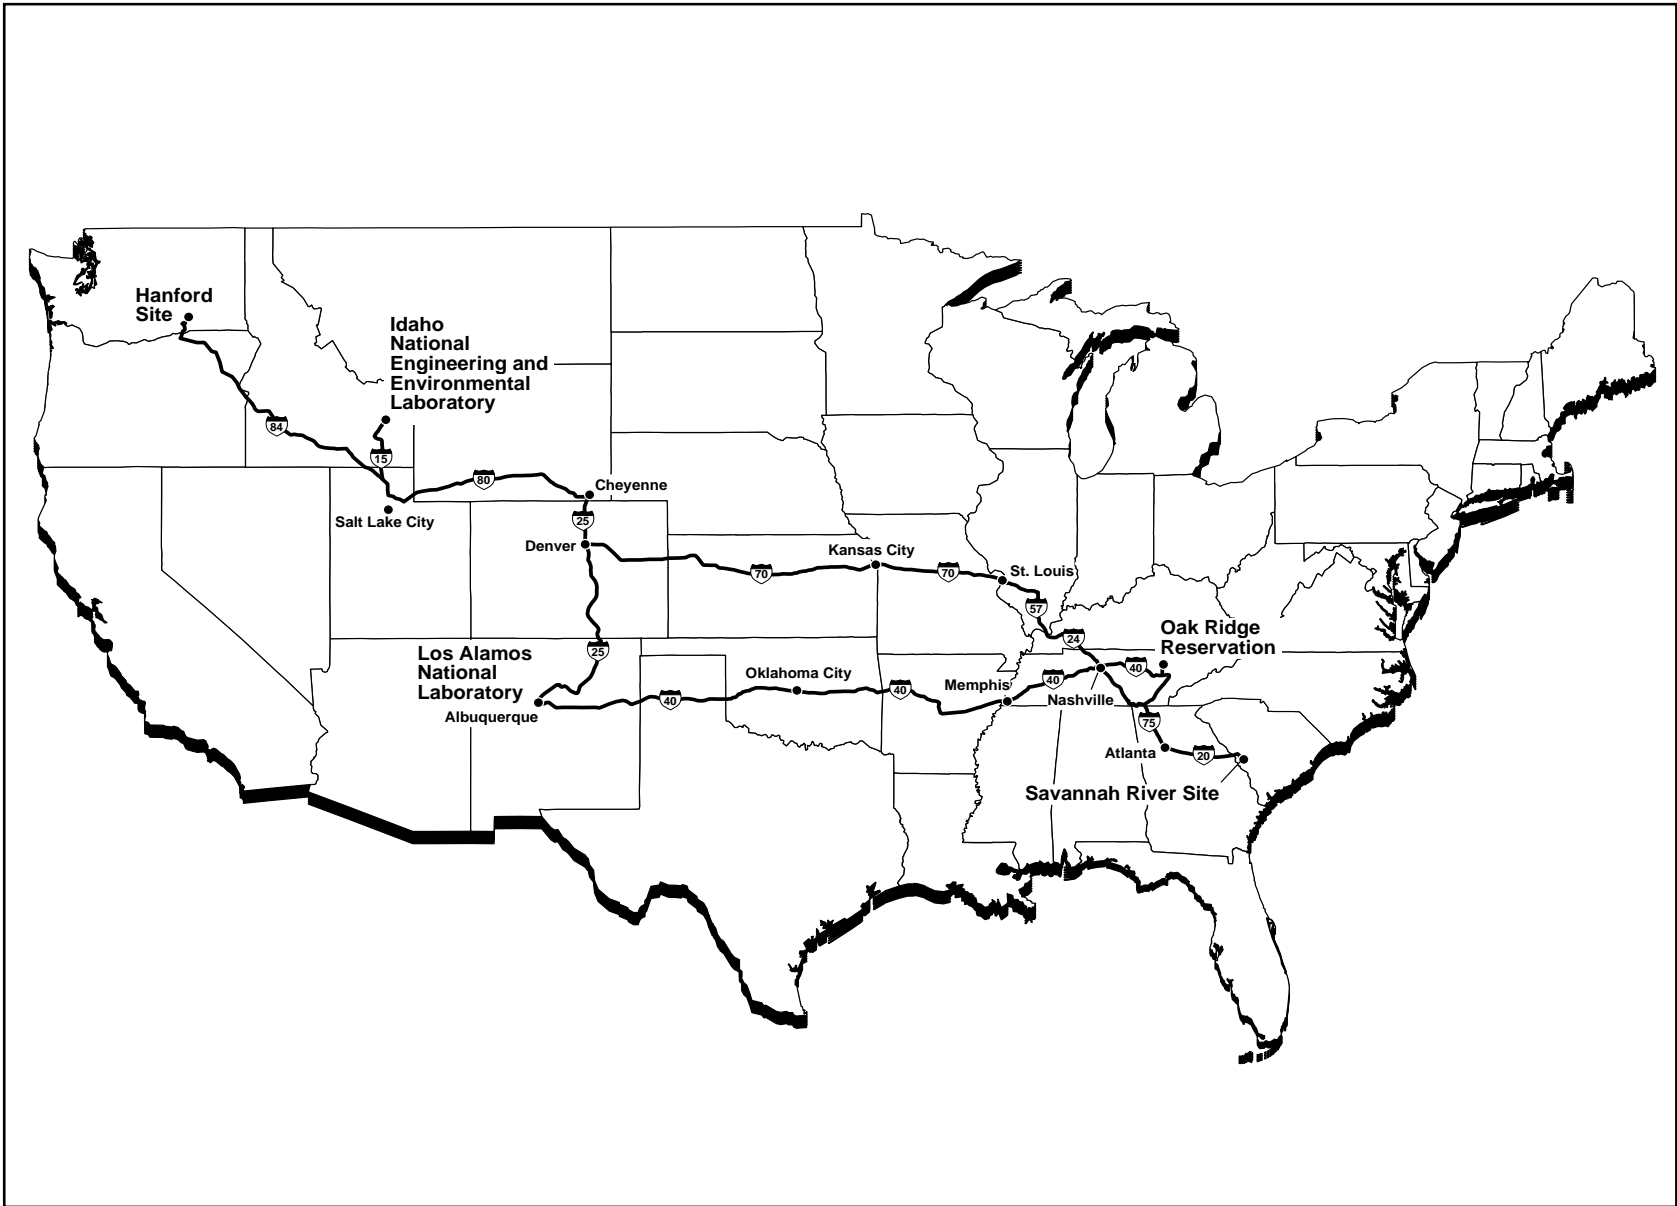 Hanford
Site
Idaho
National
Engineering and
Environmental
Laboratory
84
15
80
Cheyenne
Salt Lake City
25
Denver
70
Kansas City
70
St. Louis
57
24
Oak Ridge
Reservation
25
Los Alamos
National
Laboratory
Albuquerque
40
Oklahoma City
40
Memphis
40
Nashville
40
75
Atlanta
20
Savannah River Site